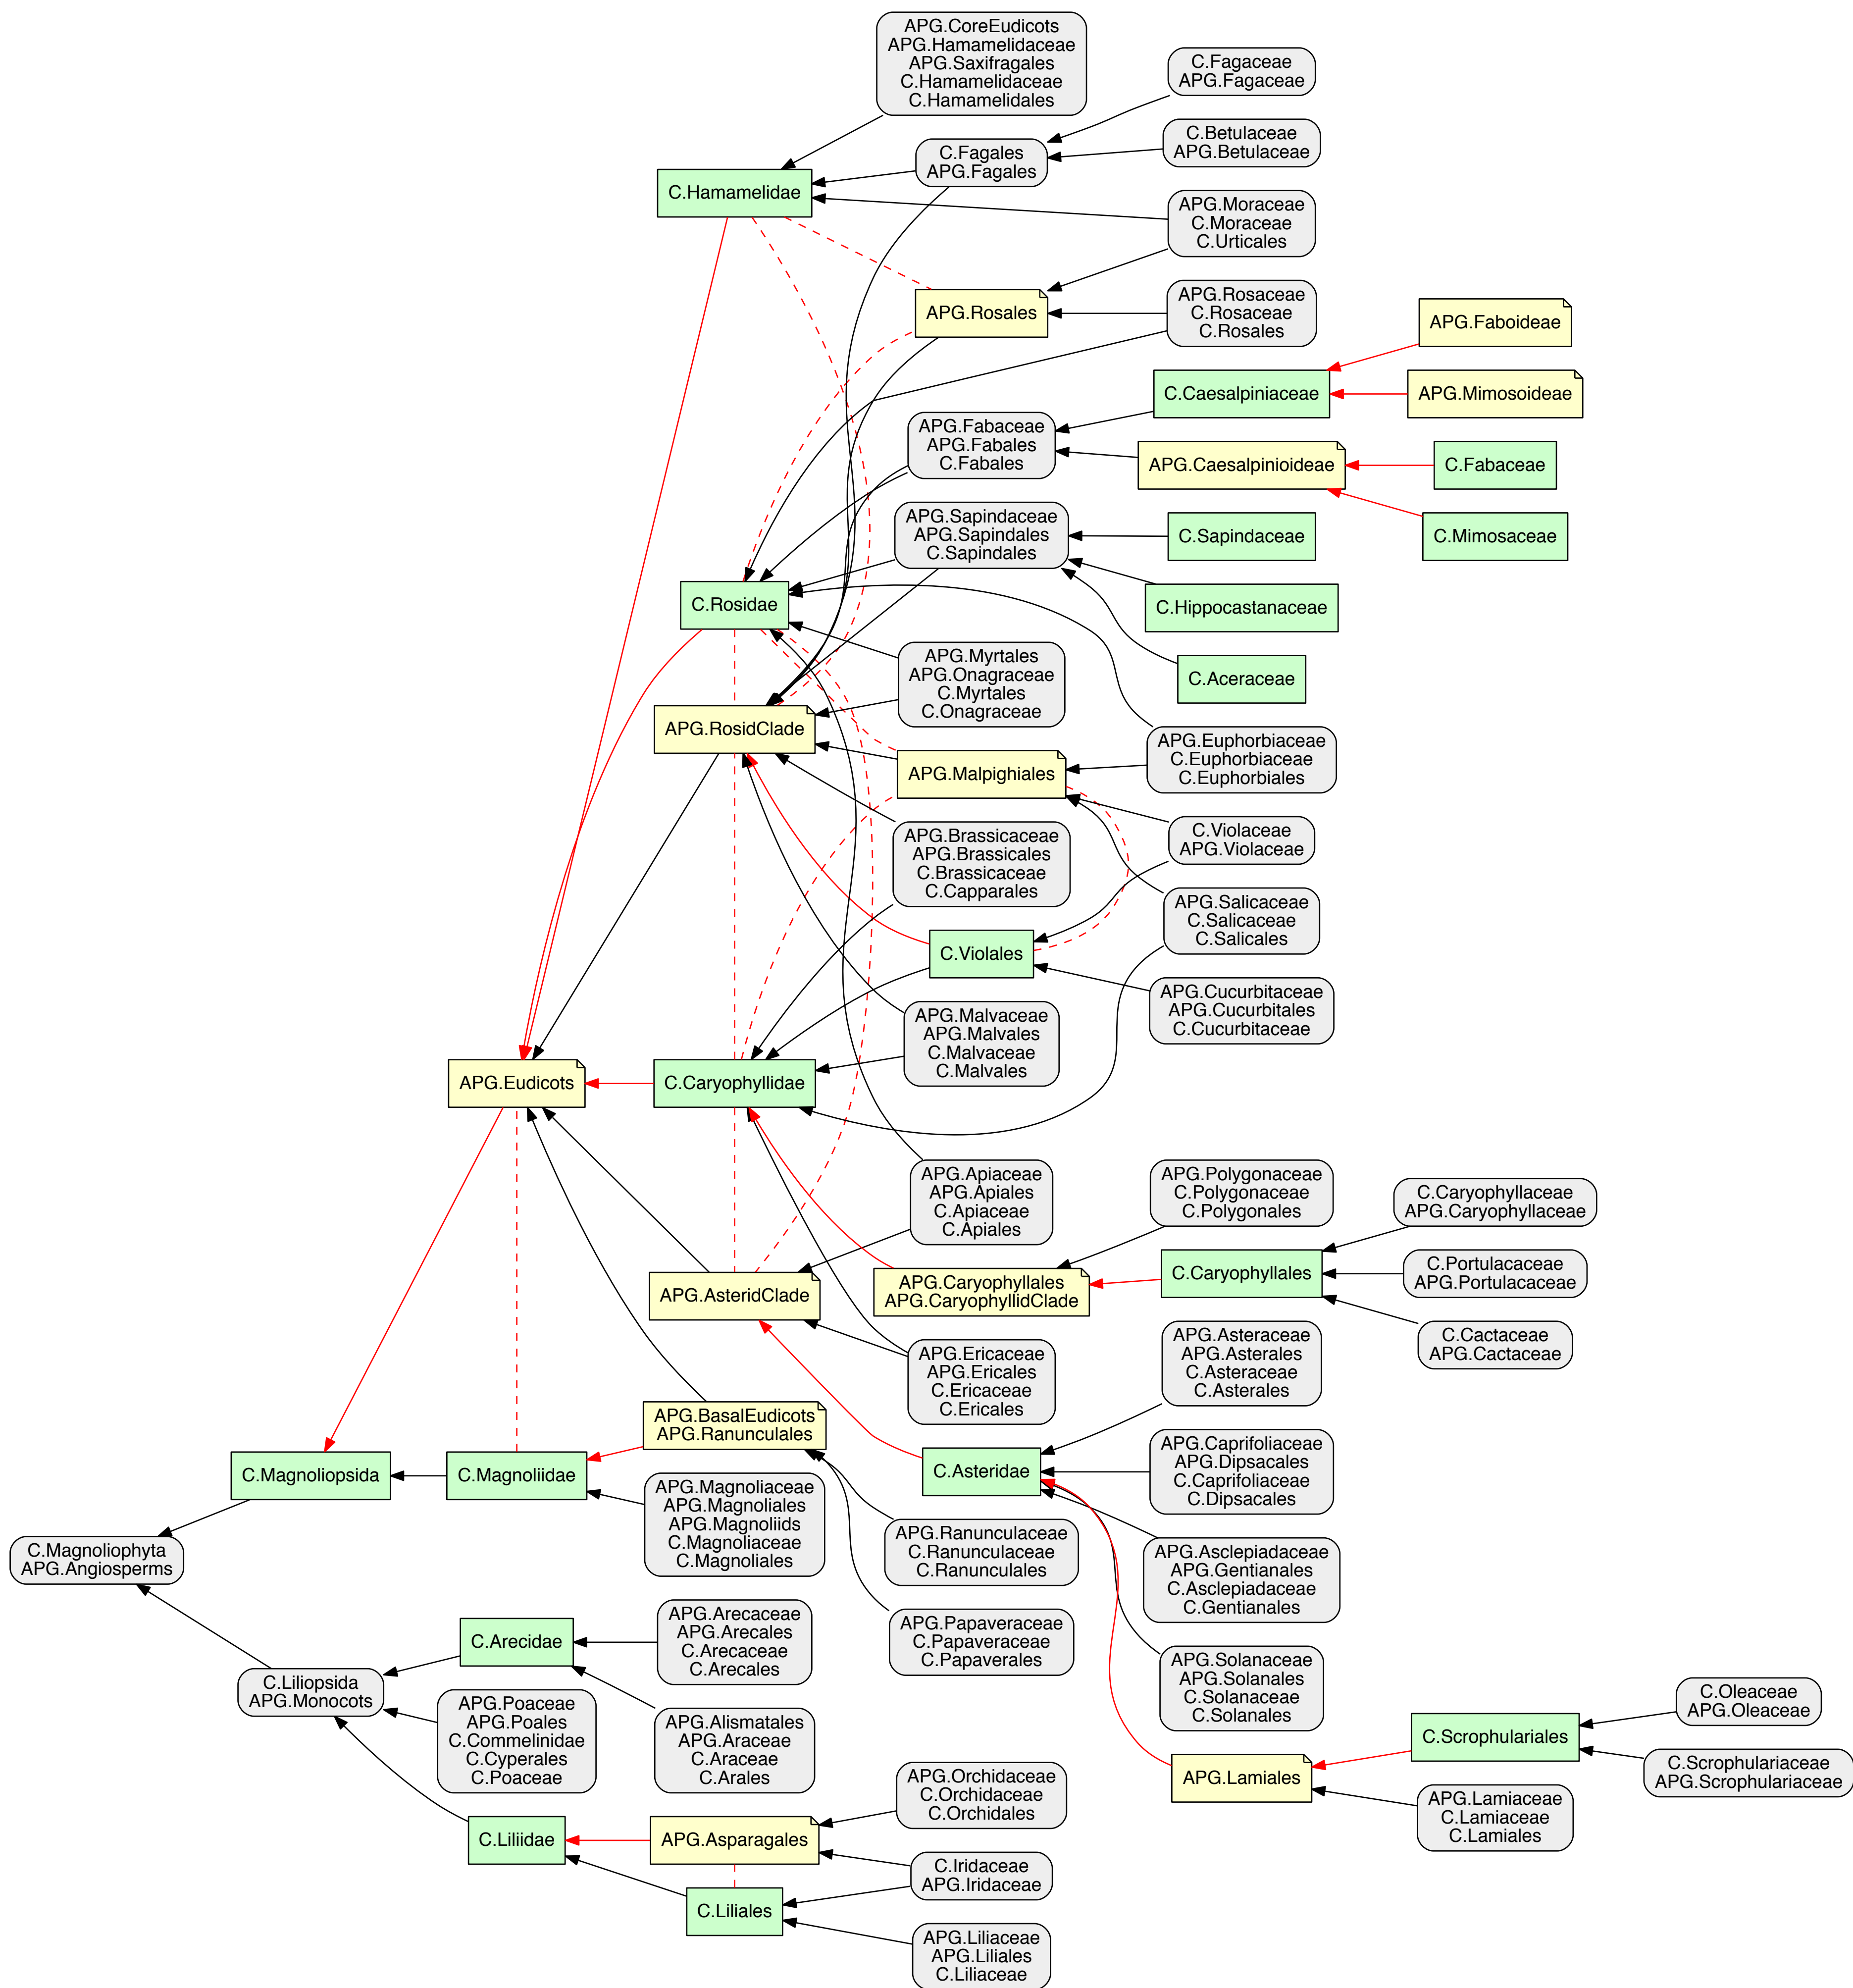 APG.CoreEudicots
APG.Hamamelidaceae
APG.Saxifragales
C.Hamamelidaceae
C.Hamamelidales
C.Fagaceae
APG.Fagaceae
C.Betulaceae
APG.Betulaceae
C.Fagales
APG.Fagales
C.Hamamelidae
APG.Moraceae
C.Moraceae
C.Urticales
APG.Rosales
APG.Rosaceae
C.Rosaceae
C.Rosales
APG.Faboideae
C.Caesalpiniaceae
APG.Mimosoideae
APG.Fabaceae
APG.Fabales
C.Fabales
APG.Caesalpinioideae
C.Fabaceae
APG.Sapindaceae
APG.Sapindales
C.Sapindales
C.Sapindaceae
C.Mimosaceae
C.Rosidae
C.Hippocastanaceae
APG.Myrtales
APG.Onagraceae
C.Myrtales
C.Onagraceae
C.Aceraceae
APG.RosidClade
APG.Malpighiales
APG.Euphorbiaceae
C.Euphorbiaceae
C.Euphorbiales
APG.Brassicaceae
APG.Brassicales
C.Brassicaceae
C.Capparales
C.Violaceae
APG.Violaceae
APG.Salicaceae
C.Salicaceae
C.Salicales
C.Violales
APG.Cucurbitaceae
APG.Cucurbitales
C.Cucurbitaceae
APG.Malvaceae
APG.Malvales
C.Malvaceae
C.Malvales
APG.Eudicots
C.Caryophyllidae
APG.Apiaceae
APG.Apiales
C.Apiaceae
C.Apiales
APG.Polygonaceae
C.Polygonaceae
C.Polygonales
C.Caryophyllaceae
APG.Caryophyllaceae
APG.AsteridClade
APG.Caryophyllales
APG.CaryophyllidClade
C.Caryophyllales
C.Portulacaceae
APG.Portulacaceae
C.Cactaceae
APG.Cactaceae
APG.Ericaceae
APG.Ericales
C.Ericaceae
C.Ericales
APG.Asteraceae
APG.Asterales
C.Asteraceae
C.Asterales
APG.BasalEudicots
APG.Ranunculales
C.Magnoliopsida
C.Magnoliidae
C.Asteridae
APG.Caprifoliaceae
APG.Dipsacales
C.Caprifoliaceae
C.Dipsacales
APG.Magnoliaceae
APG.Magnoliales
APG.Magnoliids
C.Magnoliaceae
C.Magnoliales
C.Magnoliophyta
APG.Angiosperms
APG.Ranunculaceae
C.Ranunculaceae
C.Ranunculales
APG.Asclepiadaceae
APG.Gentianales
C.Asclepiadaceae
C.Gentianales
C.Arecidae
APG.Arecaceae
APG.Arecales
C.Arecaceae
C.Arecales
APG.Papaveraceae
C.Papaveraceae
C.Papaverales
C.Liliopsida
APG.Monocots
APG.Solanaceae
APG.Solanales
C.Solanaceae
C.Solanales
APG.Poaceae
APG.Poales
C.Commelinidae
C.Cyperales
C.Poaceae
APG.Alismatales
APG.Araceae
C.Araceae
C.Arales
C.Oleaceae
APG.Oleaceae
C.Scrophulariales
APG.Lamiales
C.Scrophulariaceae
APG.Scrophulariaceae
APG.Orchidaceae
C.Orchidaceae
C.Orchidales
APG.Lamiaceae
C.Lamiaceae
C.Lamiales
C.Liliidae
APG.Asparagales
C.Iridaceae
APG.Iridaceae
C.Liliales
APG.Liliaceae
APG.Liliales
C.Liliaceae